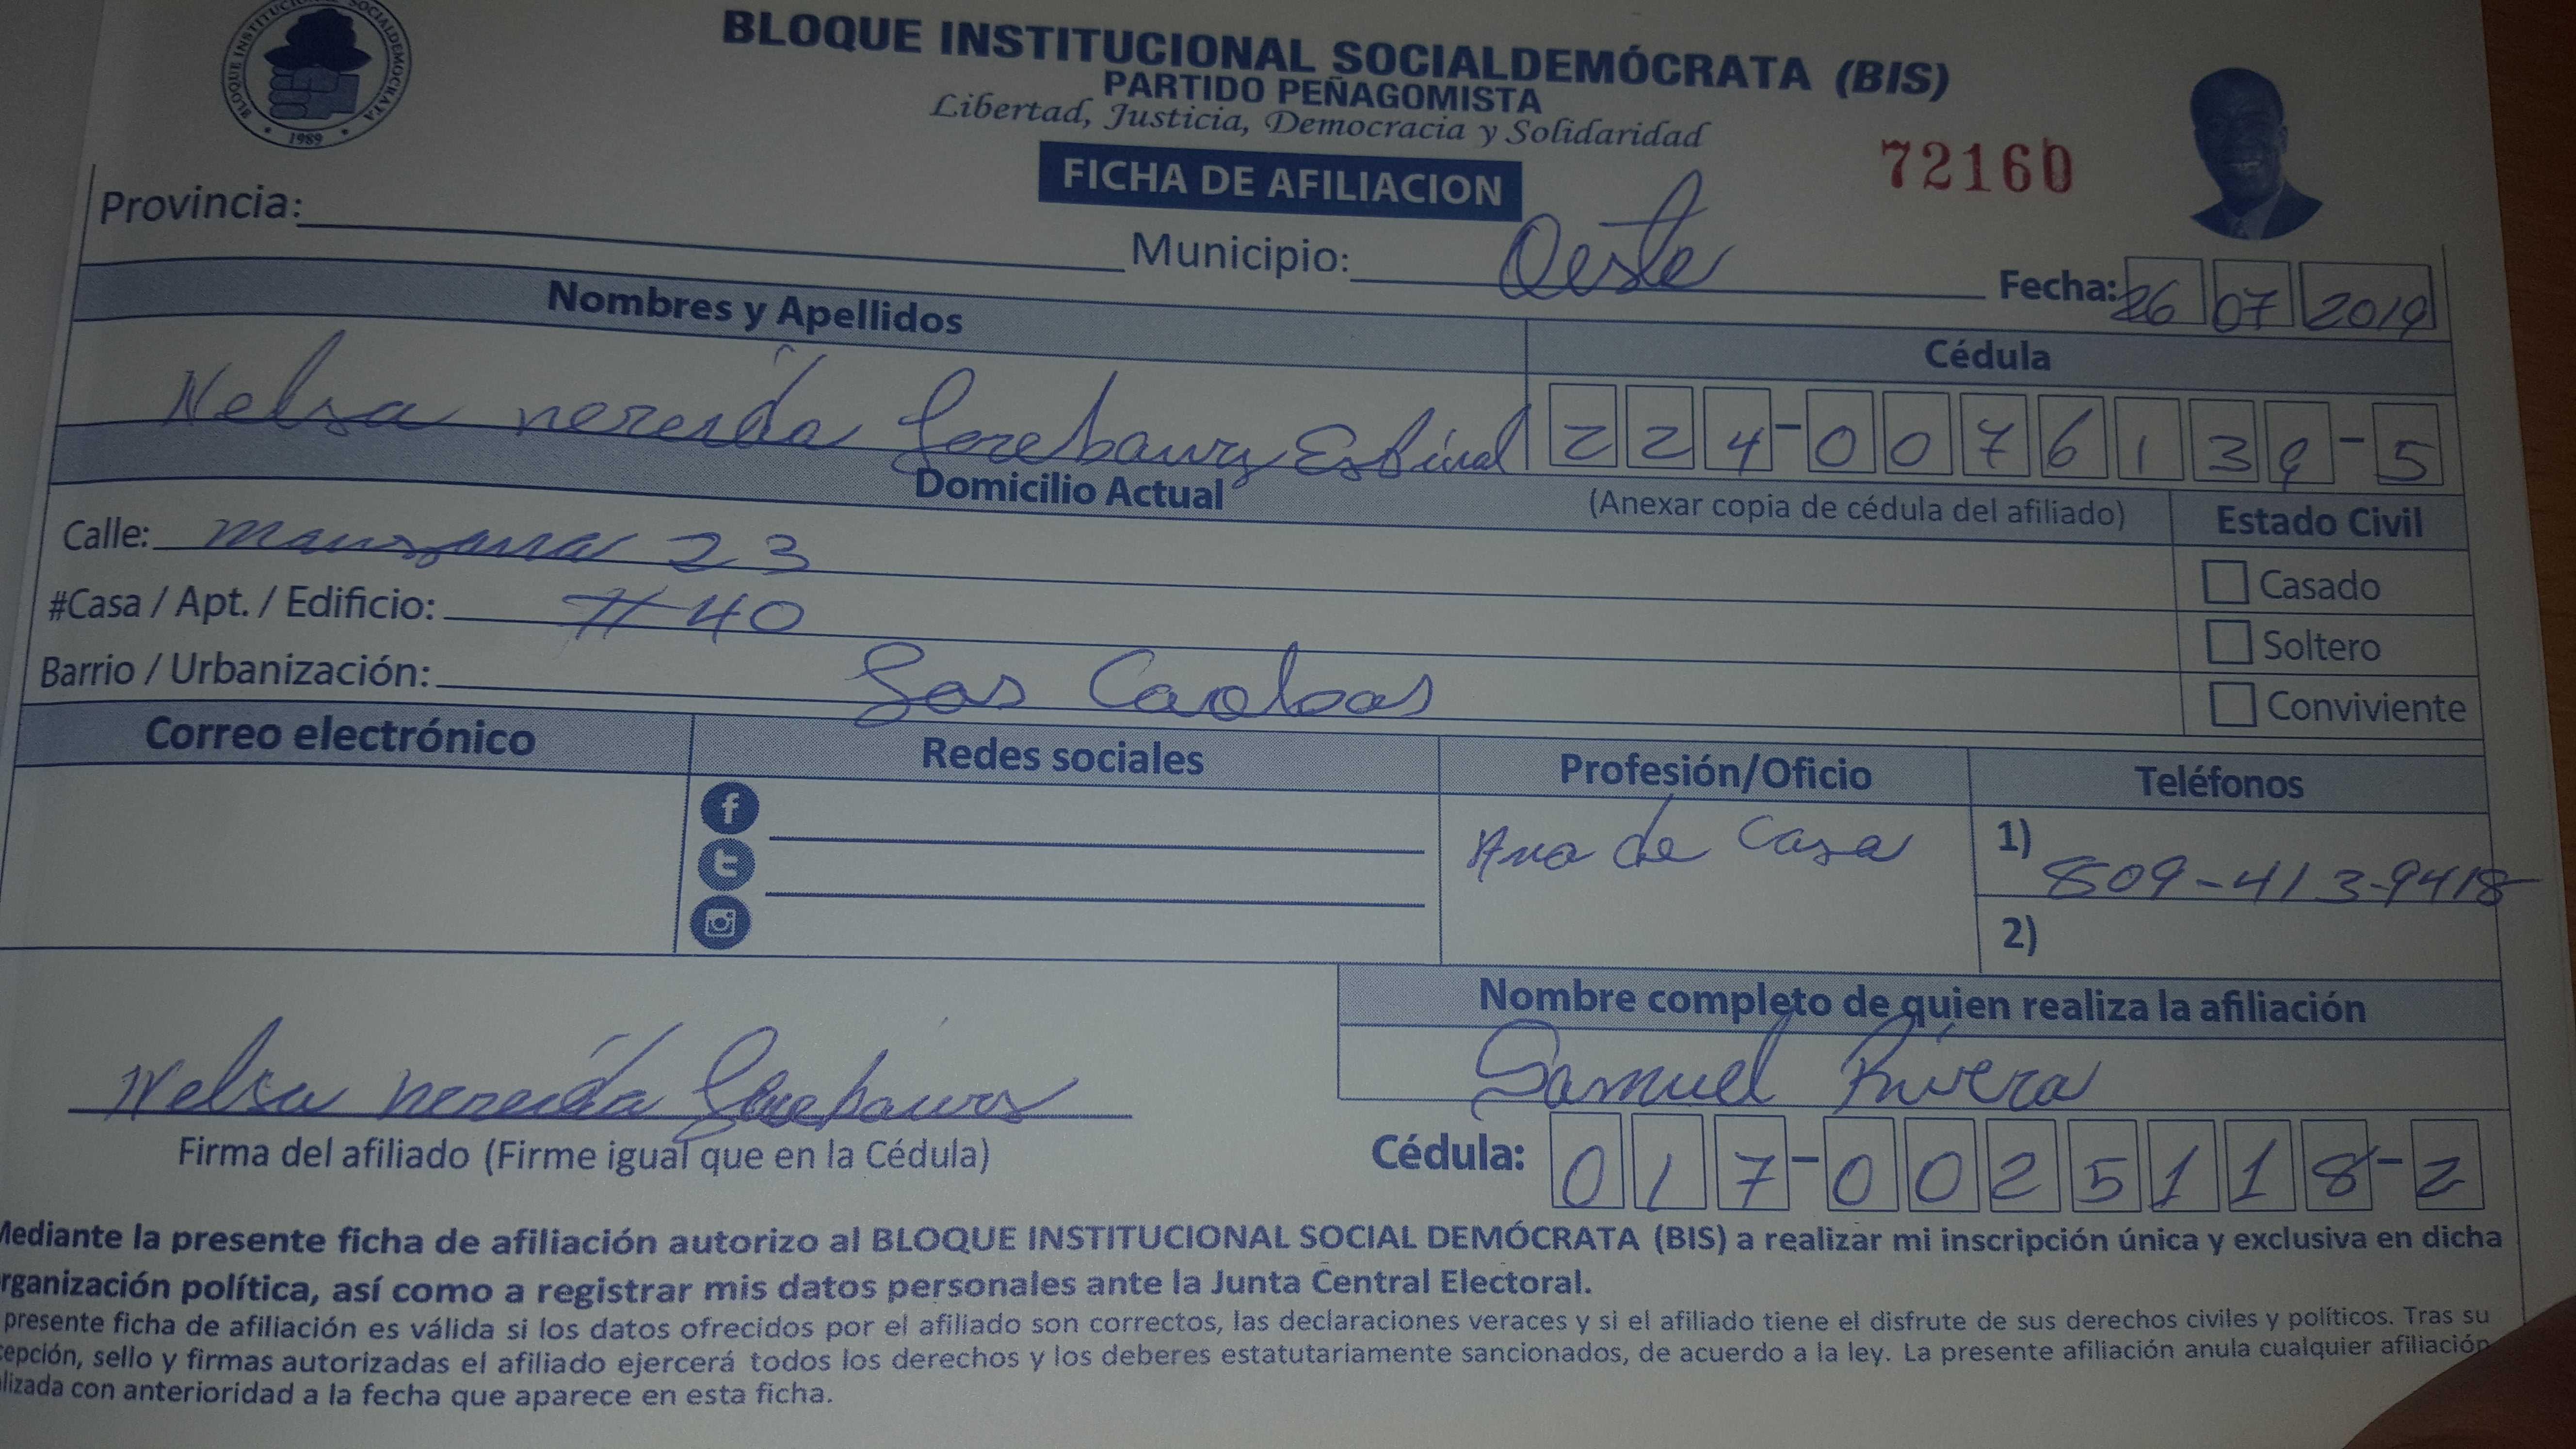 BLOQUE INSTITUCIONAL SOCIALDEMÓCRATA
1989
BLOQUE INSTITUCIONAL SOCIALDEMÓCRATA (BIS)
PARTIDO PEÑAGOMISTA
Libertad, Justicia, Democracia y Solidaridad
FICHA DE AFILIACION
72160
Provincia:
Municipio: Oeste
Fecha: 26 07 2019
Nombres y Apellidos
Cédula
Nelsa nereida Espinal
224-0076139-5
Domicilio Actual
(Anexar copia de cédula del afiliado)
Estado Civil
Calle: manzana 23
Casado
#Casa / Apt. / Edificio: #40
Soltero
Barrio / Urbanización: Las
Conviviente
Correo electrónico
Redes sociales
Profesión/Oficio
Teléfonos
Ama de Casa
1) 809-413-9418
2)
Nombre completo de quien realiza la afiliación
Samuel Rivera
Nelsa nereida
Firma del afiliado (Firme igual que en la Cédula)
Cédula: 017-0025118-2
Mediante la presente ficha de afiliación autorizo al BLOQUE INSTITUCIONAL SOCIAL DEMÓCRATA (BIS) a realizar mi inscripción única y exclusiva en dicha
rganización política, así como a registrar mis datos personales ante la Junta Central Electoral.
presente ficha de afiliación es válida si los datos ofrecidos por el afiliado son correctos, las declaraciones veraces y si el afiliado tiene el disfrute de sus derechos civiles y políticos. Tras su
cepción, sello y firmas autorizadas el afiliado ejercerá todos los derechos y los deberes estatutariamente sancionados, de acuerdo a la ley. La presente afiliación anula cualquier afiliación
lizada con anterioridad a la fecha que aparece en esta ficha.